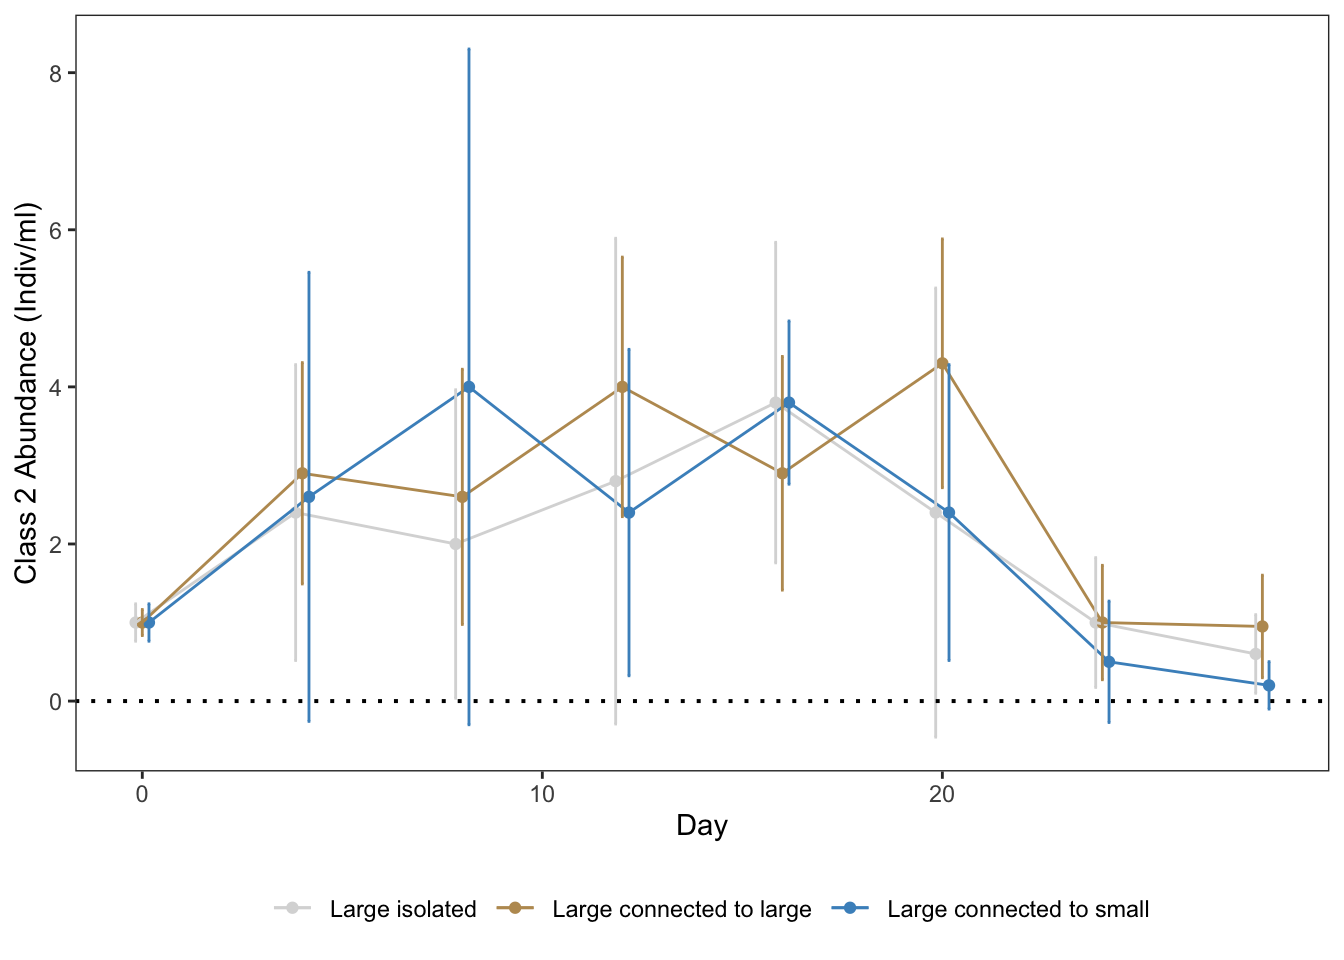 8
6
4
2
0
Class 2 Abundance (Indiv/ml)
0 10 20
Day
Large isolated Large connected to large Large connected to small